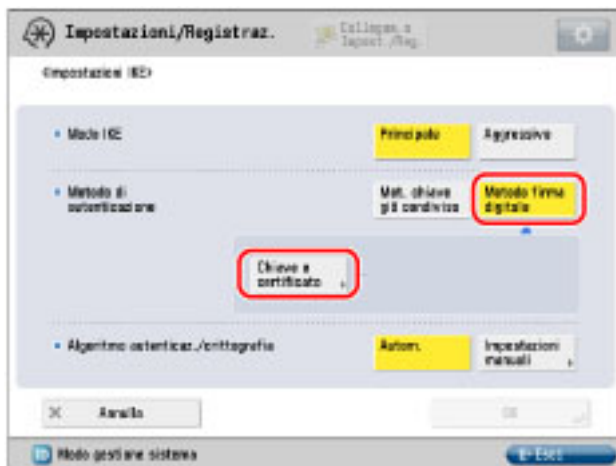 Impostazioni/Registraz.
Collegam.a
Impost./Reg.
<Impostazioni IKE>
Modo IKE
Principale
Aggressivo
Metodo di
autenticazione
Met. chiave
già condivisa
Metodo firma
digitale
Chiave e
certificato
Algoritmo autenticaz./crittografia
Autom.
Impostazioni
manuali
Annulla
OK
Modo gestione sistema
Esci